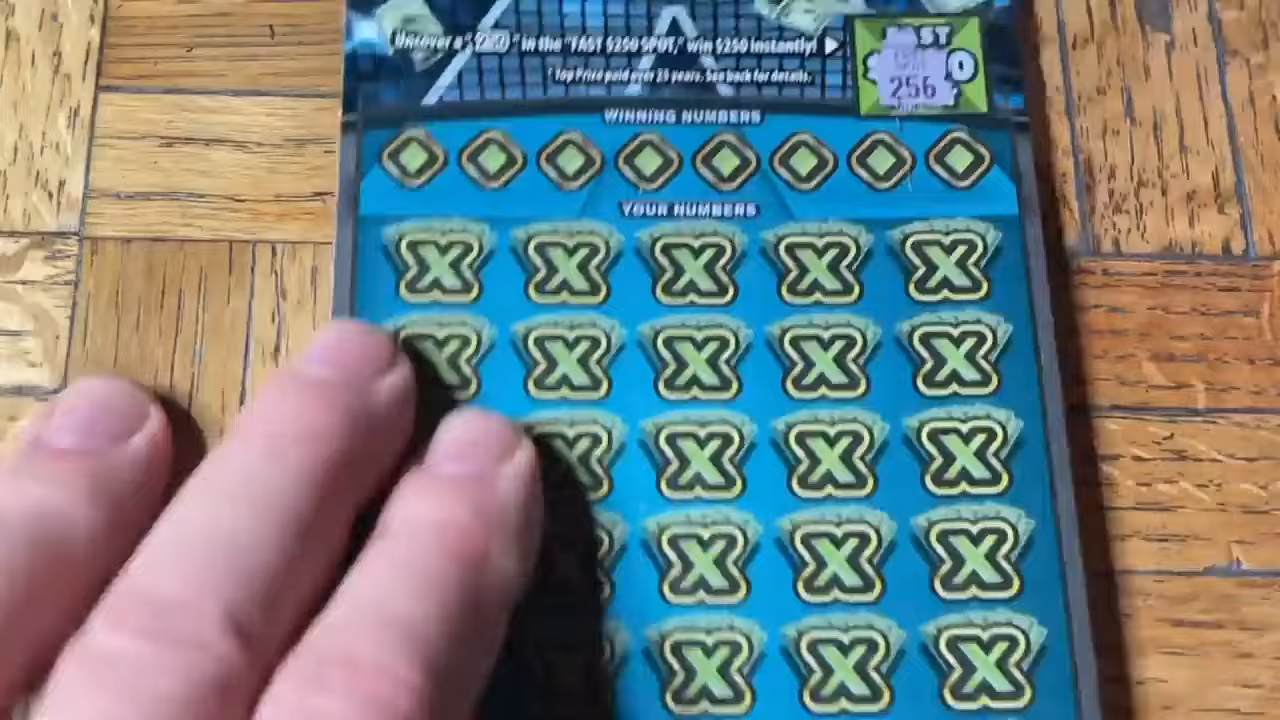 Uncover a "250" in the "FAST $250 SPOT," win $250 instantly!
FAST
256
* Top Prize paid over 25 years. See back for details.
WINNING NUMBERS
YOUR NUMBERS
X X X X X
X X X X X
X X X X
X X X
X X X